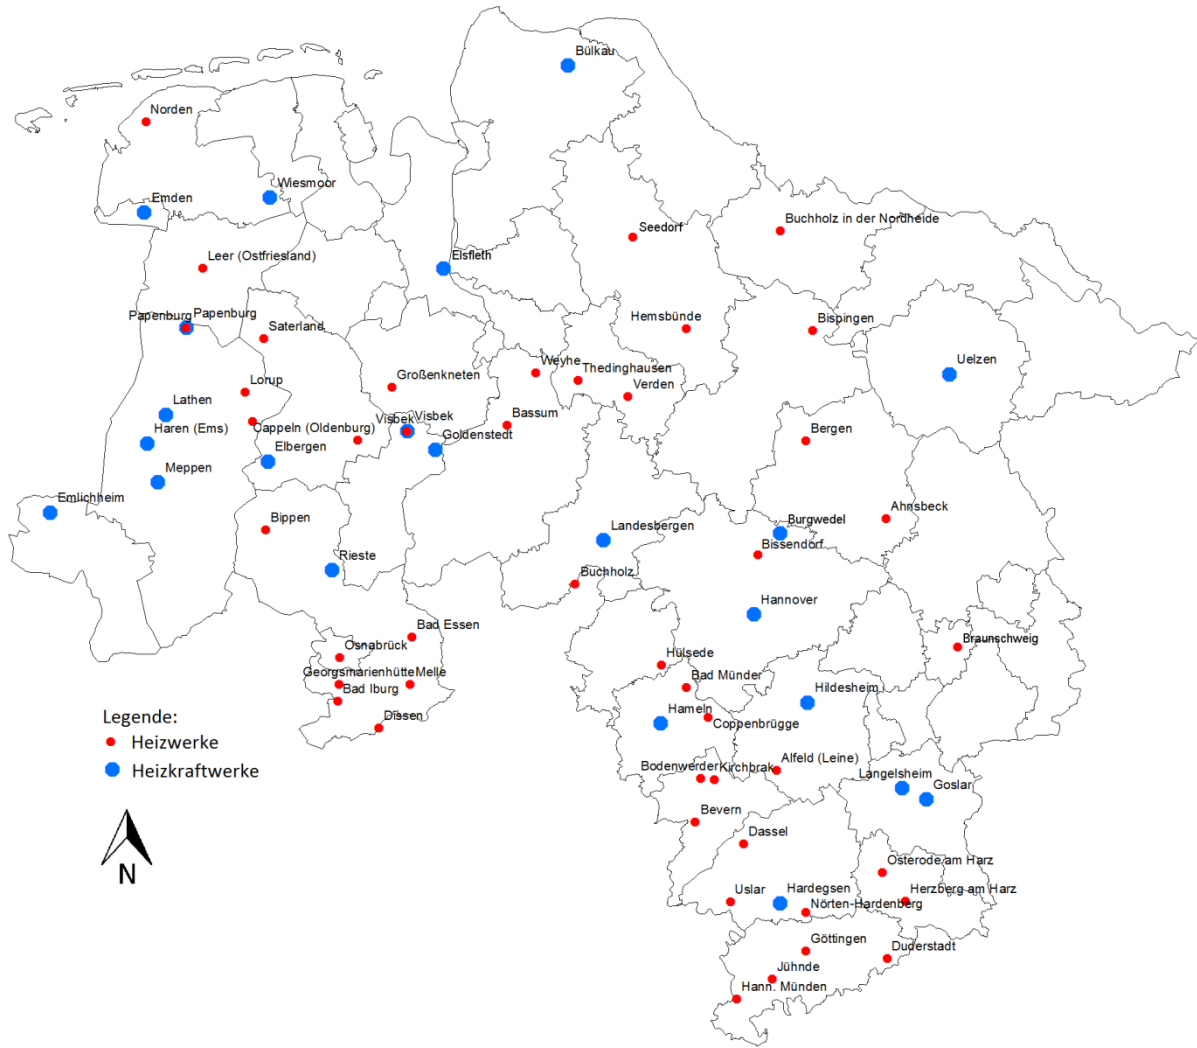 Bülkau
Norden
Wiesmoor
Emden
Buchholz in der Nordheide
Seedorf
Leer (Ostfriesland)
Elsfleth
Papenburg
Papenburg
Hemsbünde
Bispingen
Saterland
Uelzen
Weyhe
Thedinghausen
Großenkneten
Lorup
Verden
Lathen
Bassum
Visbek
Visbek
Cappeln (Oldenburg)
Haren (Ems)
Bergen
Goldenstedt
Elbergen
Meppen
Emlichheim
Ahnsbeck
Bippen
Landesbergen
Burgwedel
Bissendorf
Rieste
Buchholz
Hannover
Bad Essen
Braunschweig
Osnabrück
Hülsede
Georgsmarienhütte
Melle
Bad Münder
Bad Iburg
Hildesheim
Hameln
Dissen
Coppenbrügge
Legende:
Heizwerke
Heizkraftwerke
Alfeld (Leine)
Bodenwerder
Kirchbrak
Langelsheim
Goslar
Bevern
Dassel
Osterode am Harz
Uslar
Hardegsen
Herzberg am Harz
Nörten-Hardenberg
N
Göttingen
Duderstadt
Jühnde
Hann. Münden